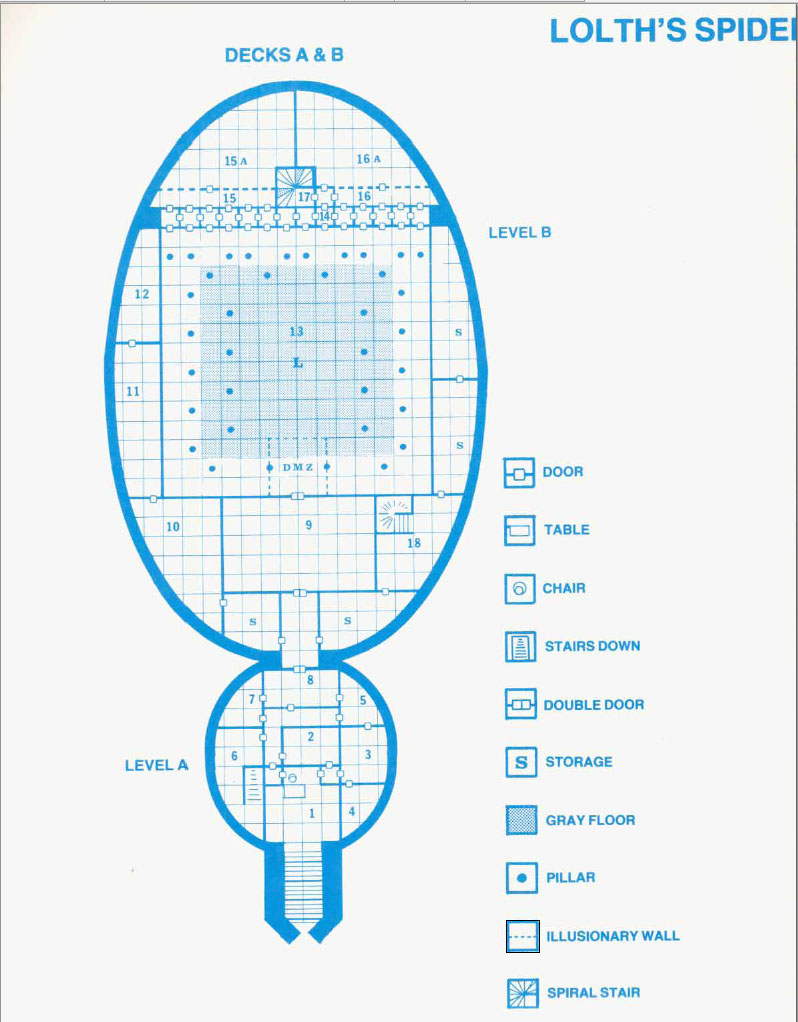 LOLTH'S SPIDE
DECKS A & B
15 A
16 A
15
17
16
14
LEVEL B
12
13
S
L
11
S
DMZ
10
9
18
S
S
8
7
5
2
6
3
LEVEL A
1
4
DOOR
TABLE
CHAIR
STAIRS DOWN
DOUBLE DOOR
S
STORAGE
GRAY FLOOR
PILLAR
ILLUSIONARY WALL
SPIRAL STAIR